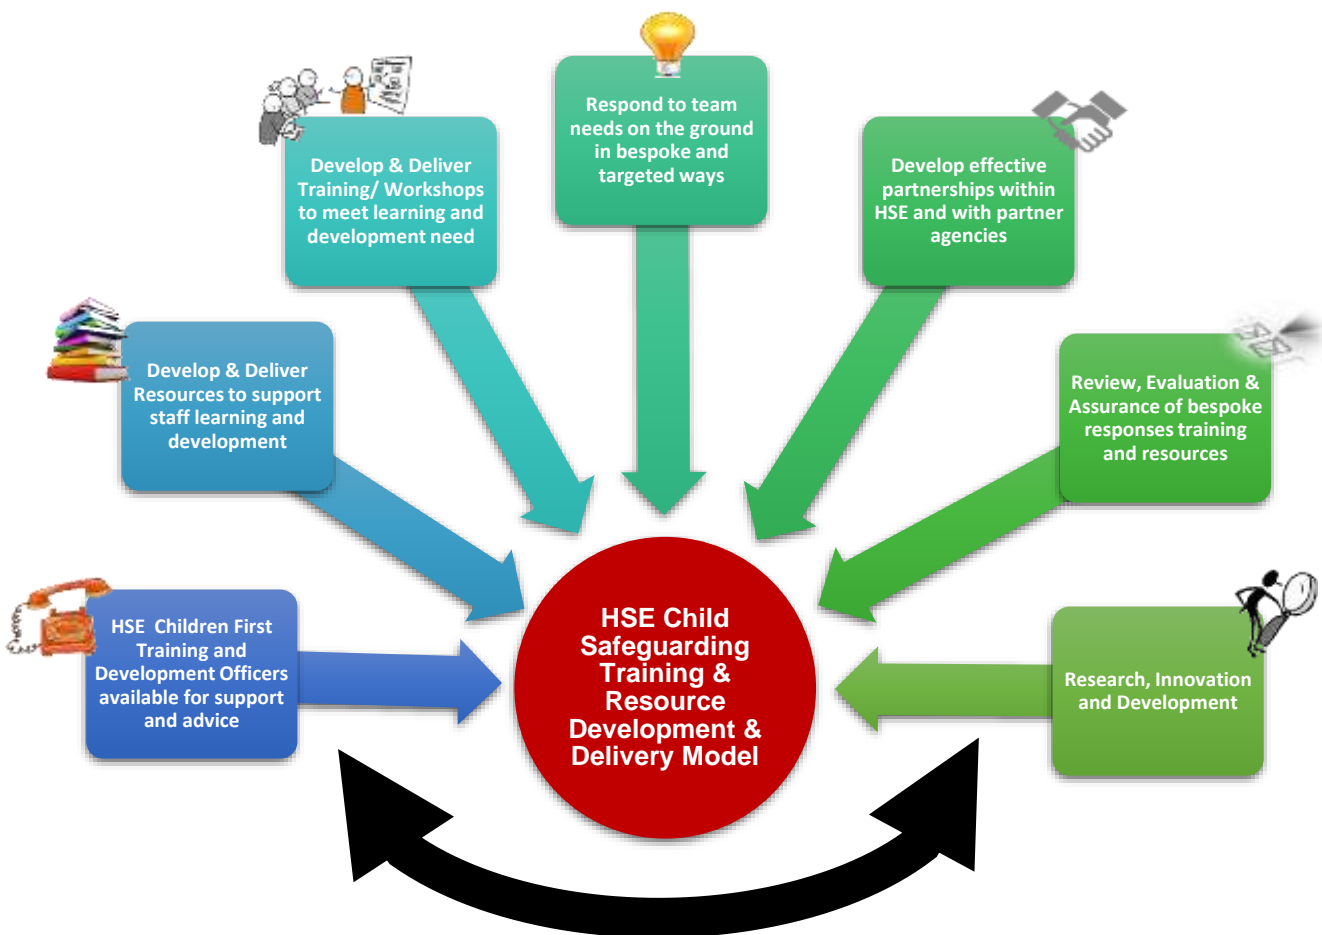 Respond to team
needs on the ground
in bespoke and
targeted ways
Develop & Deliver
Training/ Workshops
to meet learning and
development need
Develop effective
partnerships within
HSE and with partner
agencies
Develop & Deliver
Resources to support
staff learning and
development
Review, Evaluation &
Assurance of bespoke
responses training
and resources
HSE  Children First
Training and
Development Officers
available for support
and advice
HSE Child
Safeguarding
Training &
Resource
Development &
Delivery Model
Research, Innovation
and Development